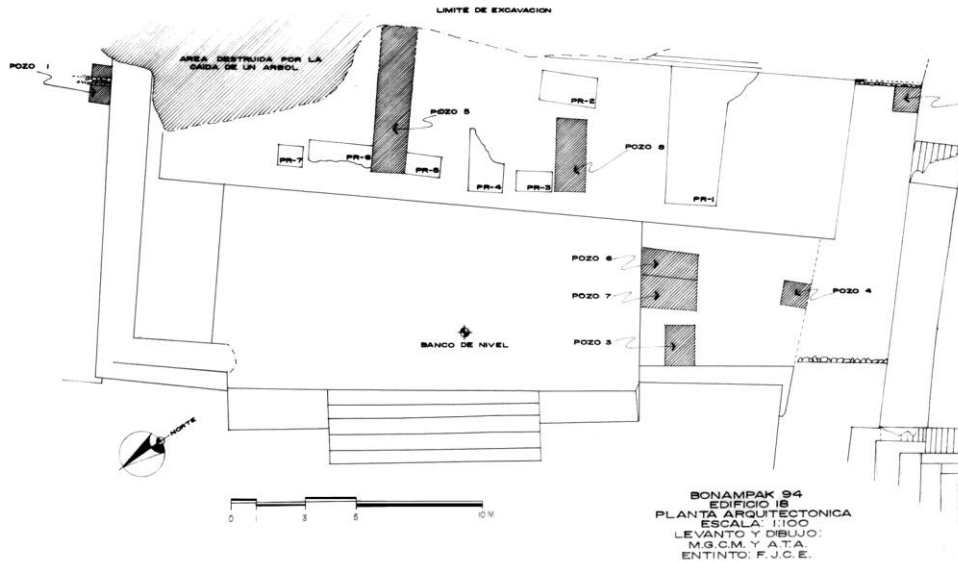 LIMITE DE EXCAVACION
POZO 1
AREA DESTRUIDA POR LA
CAIDA DE UN ARBOL
POZO 5
PR-2
POZO 8
PR-7
PR-6
PR-5
PR-4
PR-3
PR-1
POZO 6
POZO 7
POZO 4
POZO 3
BANCO DE NIVEL
NORTE
0 1 3 5 10 M
BONAMPAK 94
EDIFICIO 18
PLANTA ARQUITECTONICA
ESCALA: 1:100
LEVANTO Y DIBUJO:
M.G.C.M. Y A.T.A.
ENTINTO: F.J.C.E.